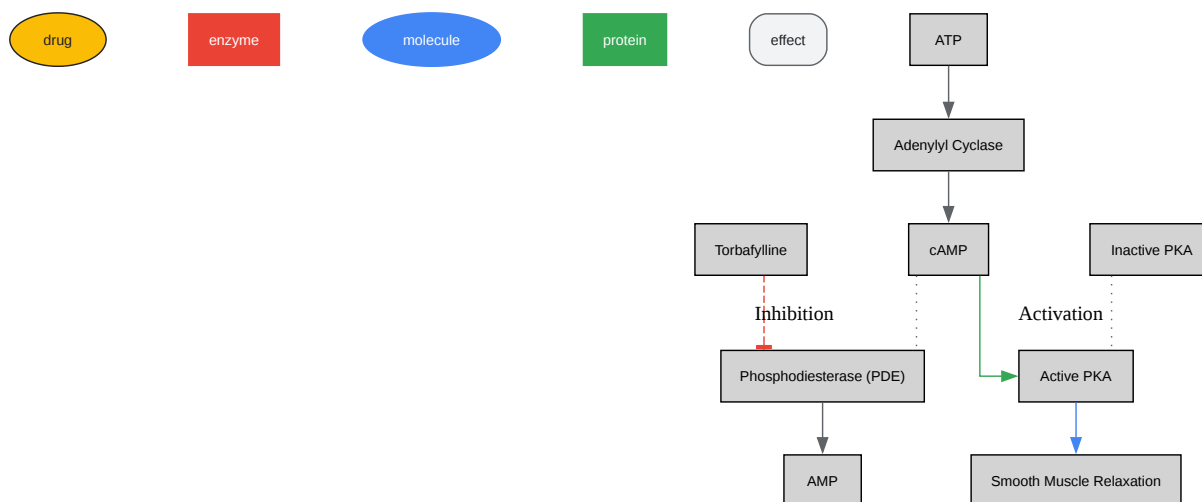 drug
enzyme
molecule
protein
effect
ATP
Adenylyl Cyclase
Torbafylline
cAMP
Inactive PKA
Inhibition
Activation
Phosphodiesterase (PDE)
Active PKA
AMP
Smooth Muscle Relaxation